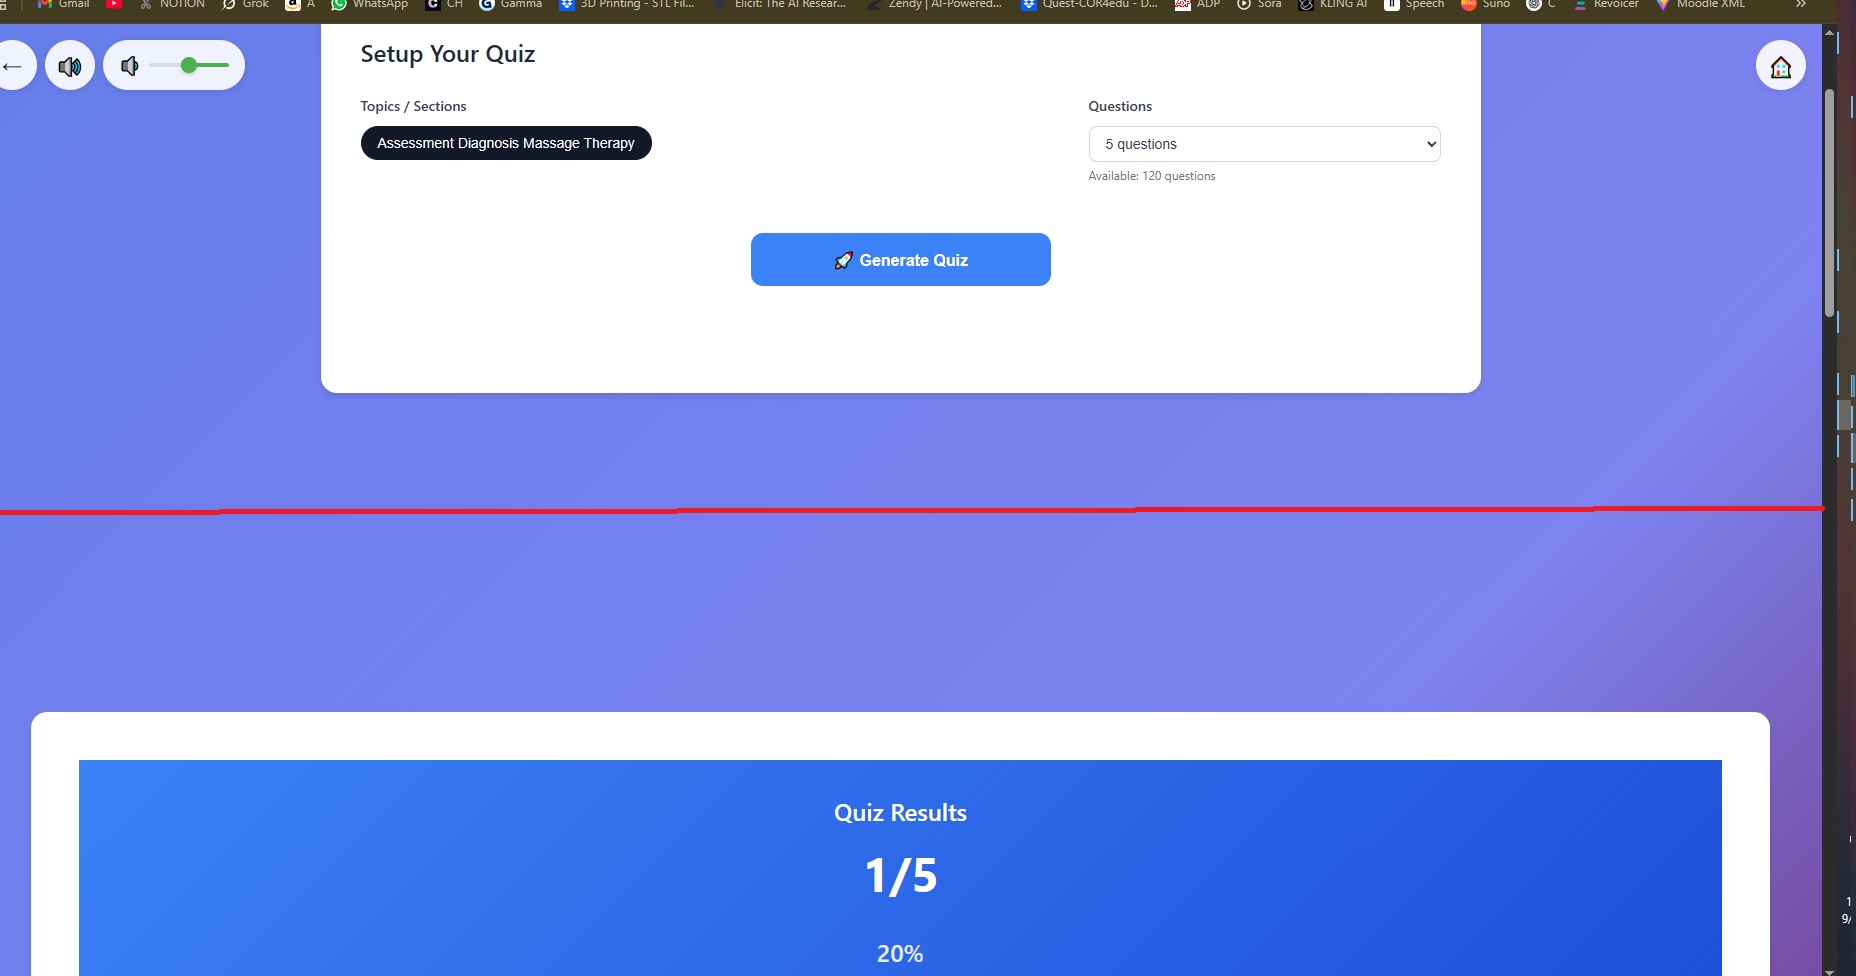 Gmail
NOTION
Grok
A
WhatsApp
CH
Gamma
3D Printing - STL Fil...
Elicit: The AI Resear...
Zendy | AI-Powered...
Quest-COR4edu - D...
ADP
Sora
KLING AI
Speech
Suno
C
Revoicer
Moodle XML
Setup Your Quiz
Topics / Sections
Questions
Assessment Diagnosis Massage Therapy
5 questions
Available: 120 questions
🚀 Generate Quiz
Quiz Results
1/5
20%